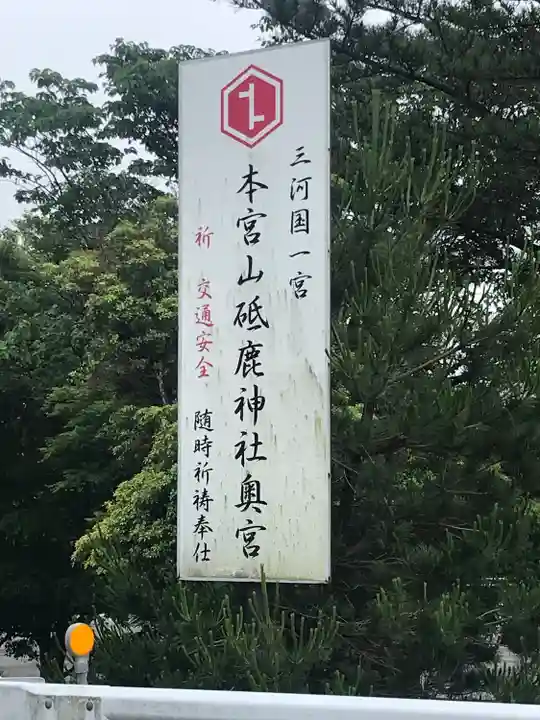 三河国一宮
本宮山砥鹿神社奥宮
祈 交通安全 随時祈祷奉仕